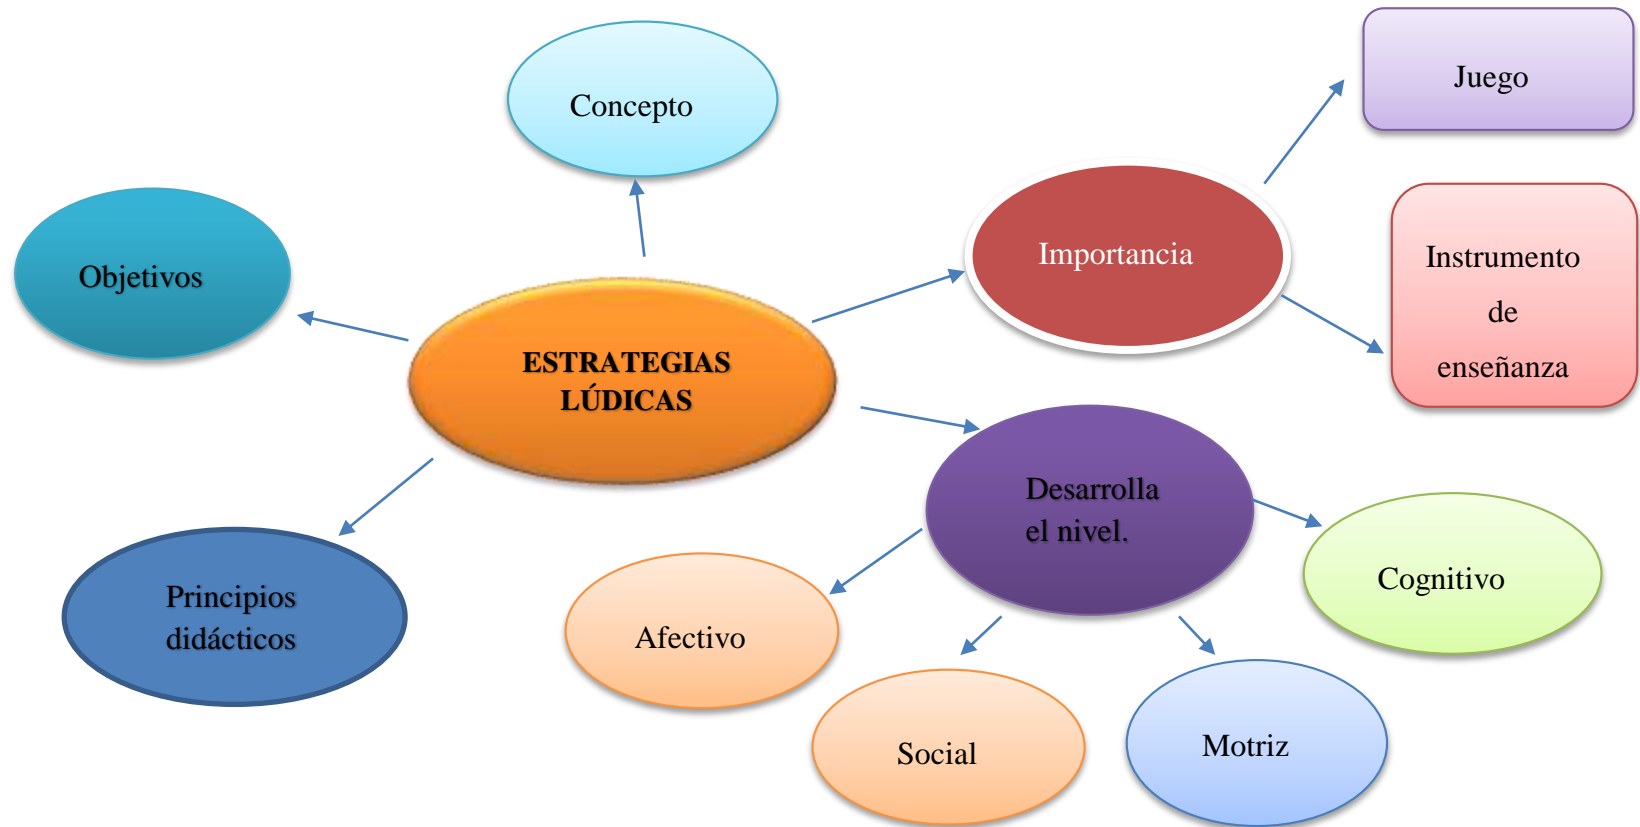 Concepto
Juego
Objetivos
Importancia
Instrumento
de
enseñanza
ESTRATEGIAS
LÚDICAS
Desarrolla
el nivel.
Principios
didácticos
Cognitivo
Afectivo
Social
Motriz